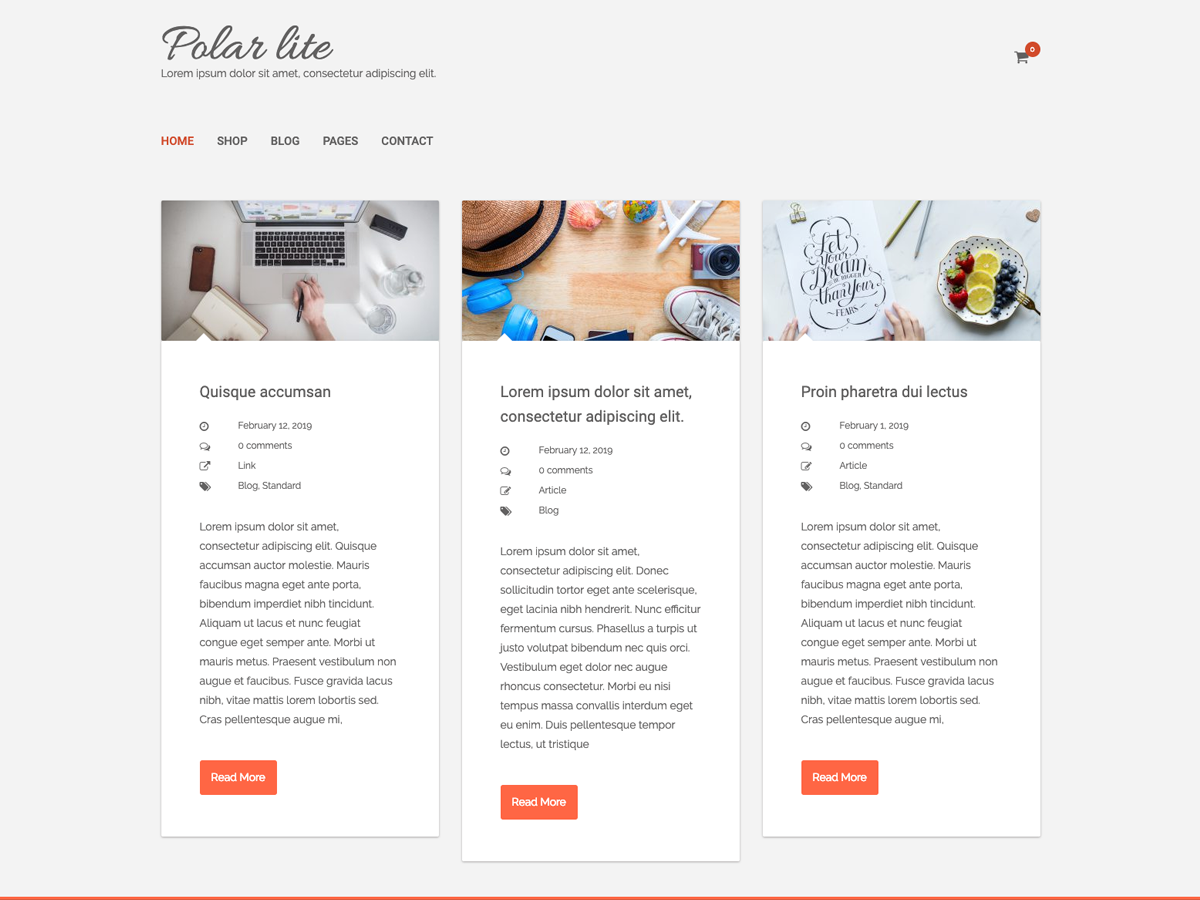 Polar lite
Lorem ipsum dolor sit amet, consectetur adipiscing elit.
0
HOME SHOP BLOG PAGES CONTACT
Let
your
Dream
IS BIGGER
than Your
FEARS
Quisque accumsan
February 12, 2019
0 comments
Link
Blog, Standard
Lorem ipsum dolor sit amet,
consectetur adipiscing elit. Quisque
accumsan auctor molestie. Mauris
faucibus magna eget ante porta,
bibendum imperdiet nibh tincidunt.
Aliquam ut lacus et nunc feugiat
congue eget semper ante. Morbi ut
mauris metus. Praesent vestibulum non
augue et faucibus. Fusce gravida lacus
nibh, vitae mattis lorem lobortis sed.
Cras pellentesque augue mi,
Read More
Lorem ipsum dolor sit amet,
consectetur adipiscing elit.
February 12, 2019
0 comments
Article
Blog
Lorem ipsum dolor sit amet,
consectetur adipiscing elit. Donec
sollicitudin tortor eget ante scelerisque,
eget lacinia nibh hendrerit. Nunc efficitur
fermentum cursus. Phasellus a turpis ut
justo volutpat bibendum nec quis orci.
Vestibulum eget dolor nec augue
rhoncus consectetur. Morbi eu nisi
tempus massa convallis interdum eget
eu enim. Duis pellentesque tempor
lectus, ut tristique
Read More
Proin pharetra dui lectus
February 1, 2019
0 comments
Article
Blog, Standard
Lorem ipsum dolor sit amet,
consectetur adipiscing elit. Quisque
accumsan auctor molestie. Mauris
faucibus magna eget ante porta,
bibendum imperdiet nibh tincidunt.
Aliquam ut lacus et nunc feugiat
congue eget semper ante. Morbi ut
mauris metus. Praesent vestibulum non
augue et faucibus. Fusce gravida lacus
nibh, vitae mattis lorem lobortis sed.
Cras pellentesque augue mi,
Read More